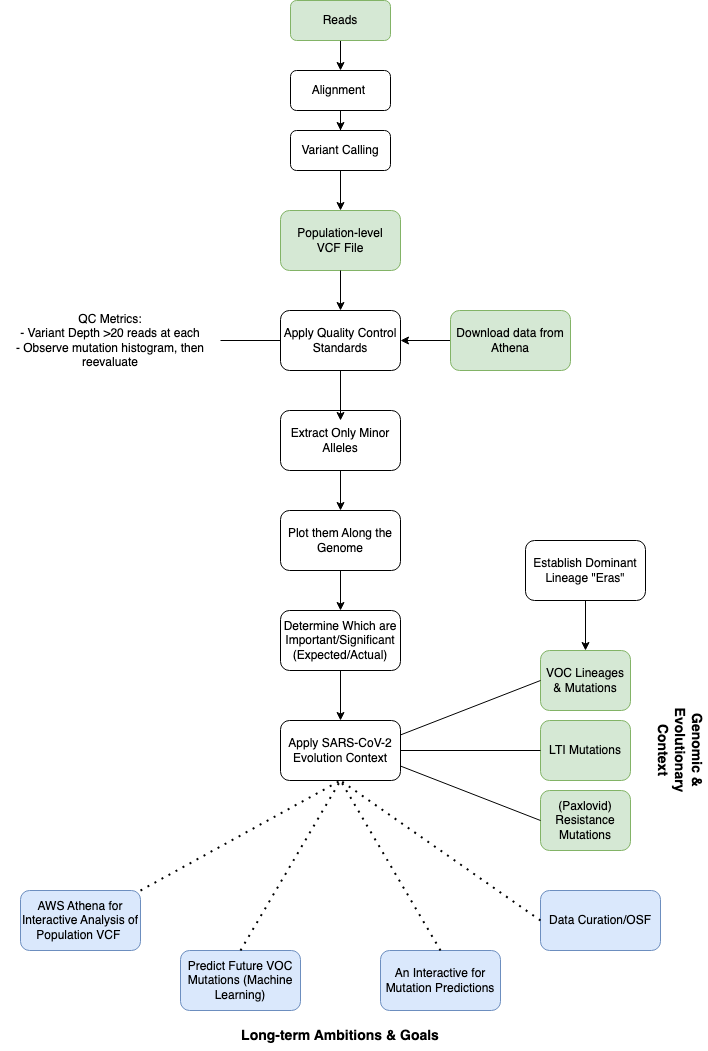 Reads
Alignment
Variant Calling
Population-level
VCF File
QC Metrics:
- Variant Depth >20 reads at each
- Observe mutation histogram, then
reevaluate
Apply Quality Control
Standards
Download data from
Athena
Extract Only Minor
Alleles
Plot them Along the
Genome
Establish Dominant
Lineage "Eras"
Determine Which are
Important/Significant
(Expected/Actual)
VOC Lineages
& Mutations
Apply SARS-CoV-2
Evolution Context
LTI Mutations
(Paxlovid)
Resistance
Mutations
Genomic &
Evolutionary
Context
AWS Athena for
Interactive Analysis of
Population VCF
Predict Future VOC
Mutations (Machine
Learning)
An Interactive for
Mutation Predictions
Data Curation/OSF
Long-term Ambitions & Goals